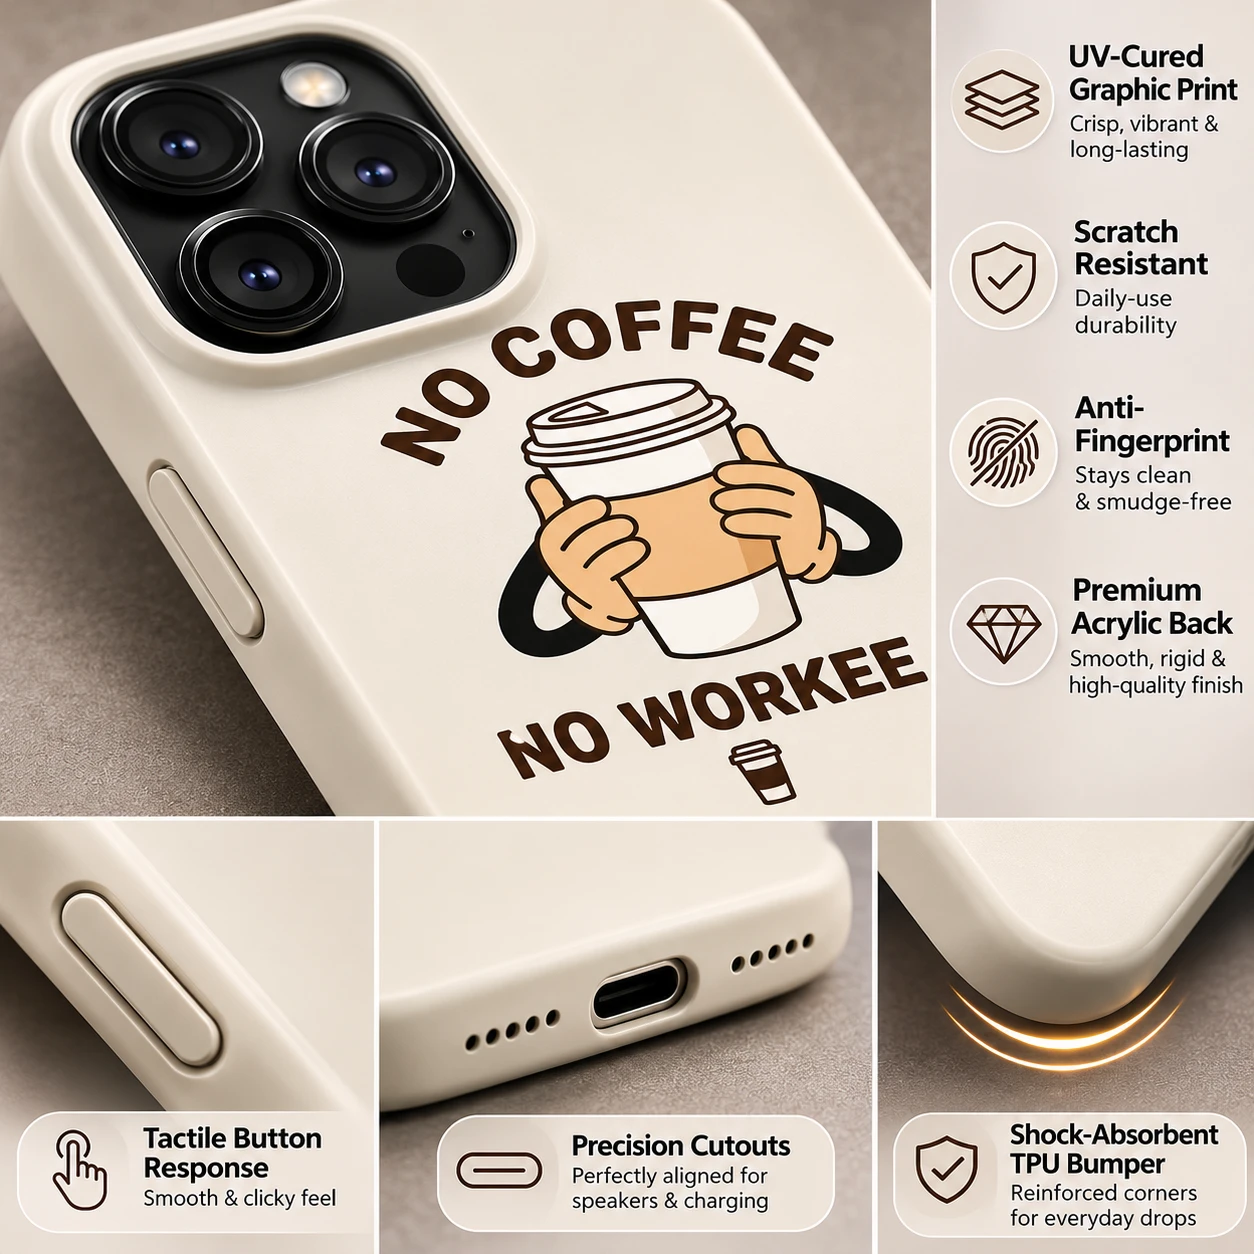 NO COFFEE
NO WORKEE
UV-Cured
Graphic Print
Crisp, vibrant &
long-lasting
Scratch
Resistant
Daily-use
durability
Anti-
Fingerprint
Stays clean
& smudge-free
Premium
Acrylic Back
Smooth, rigid &
high-quality finish
Tactile Button
Response
Smooth & clicky feel
Precision Cutouts
Perfectly aligned for
speakers & charging
Shock-Absorbent
TPU Bumper
Reinforced corners
for everyday drops